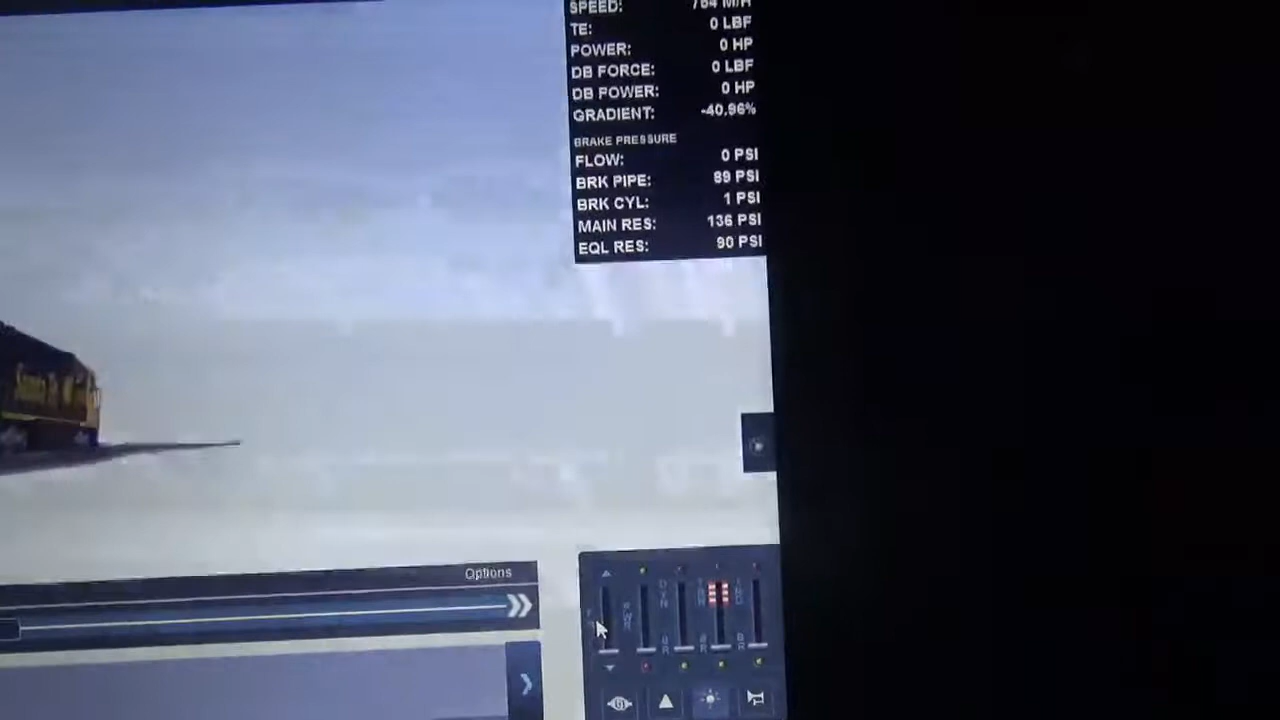 SPEED: 764 M/H
TE: 0 LBF
POWER: 0 HP
DB FORCE: 0 LBF
DB POWER: 0 HP
GRADIENT: -40.96%
BRAKE PRESSURE
FLOW: 0 PSI
BRK PIPE: 89 PSI
BRK CYL: 1 PSI
MAIN RES: 136 PSI
EQL RES: 90 PSI
Options